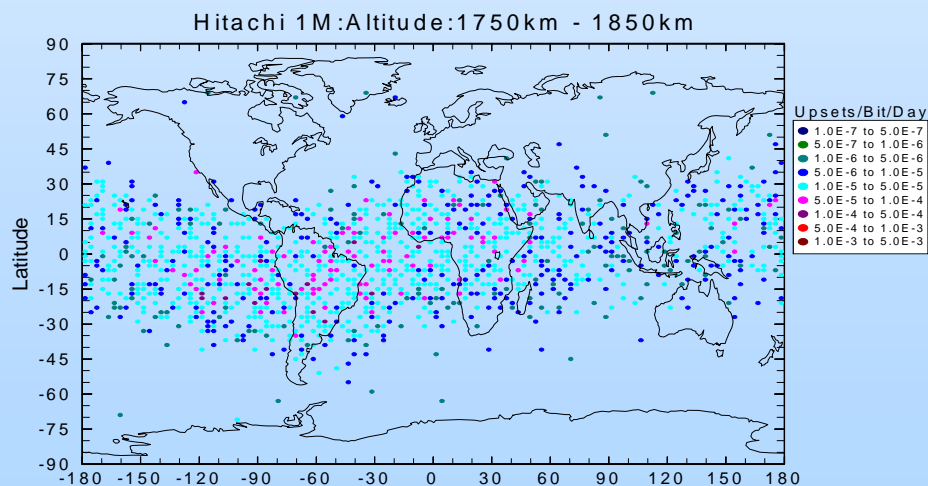 Hitachi 1M:Altitude:1750km - 1850km
90
75
60
45
30
15
0
-15
-30
-45
-60
-75
-90
Latitude
-180 -150 -120 -90 -60 -30 0 30 60 90 120 150 180
Upsets/Bit/Day
1.0E-7 to 5.0E-7
5.0E-7 to 1.0E-6
1.0E-6 to 5.0E-6
5.0E-6 to 1.0E-5
1.0E-5 to 5.0E-5
5.0E-5 to 1.0E-4
1.0E-4 to 5.0E-4
5.0E-4 to 1.0E-3
1.0E-3 to 5.0E-3